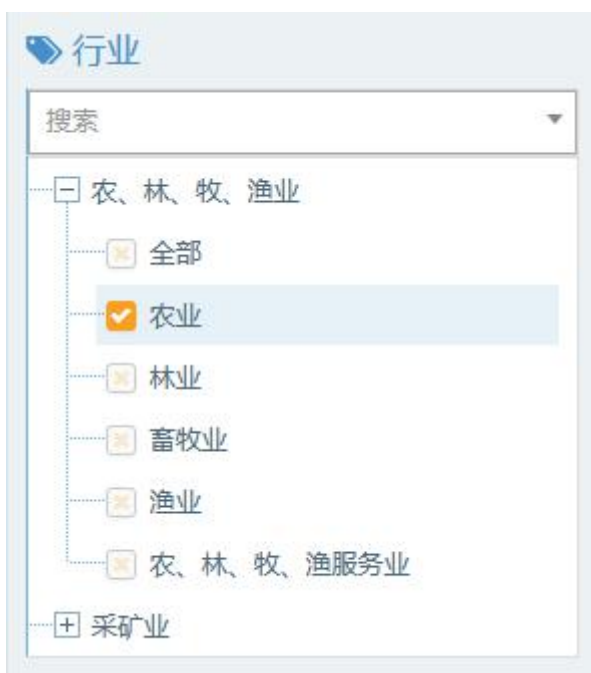 行业
搜索
农、林、牧、渔业
全部
农业
林业
畜牧业
渔业
农、林、牧、渔服务业
采矿业